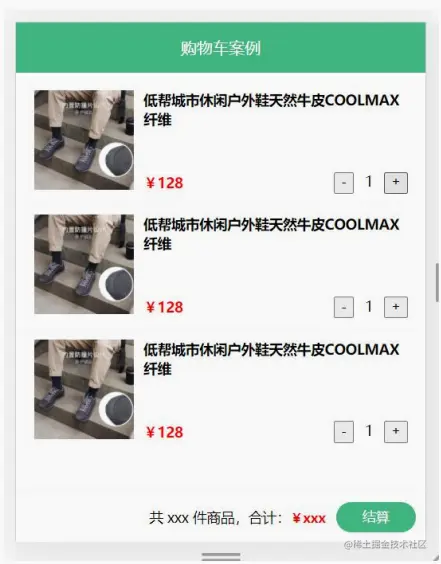 购物车案例
低帮城市休闲户外鞋天然牛皮COOLMAX
纤维
￥128
- 1 +
低帮城市休闲户外鞋天然牛皮COOLMAX
纤维
￥128
- 1 +
低帮城市休闲户外鞋天然牛皮COOLMAX
纤维
￥128
- 1 +
共 xxx 件商品，合计：￥xxx 结算
@稀土掘金技术社区